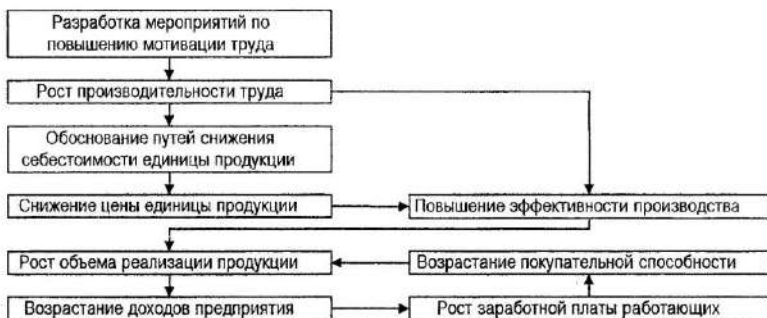 Разработка мероприятий по
повышению мотивации труда
Рост производительности труда
Обоснование путей снижения
себестоимости единицы продукции
Снижение цены единицы продукции
Повышение эффективности производства
Рост объема реализации продукции
Возрастание покупательной способности
Возрастание доходов предприятия
Рост заработной платы работающих